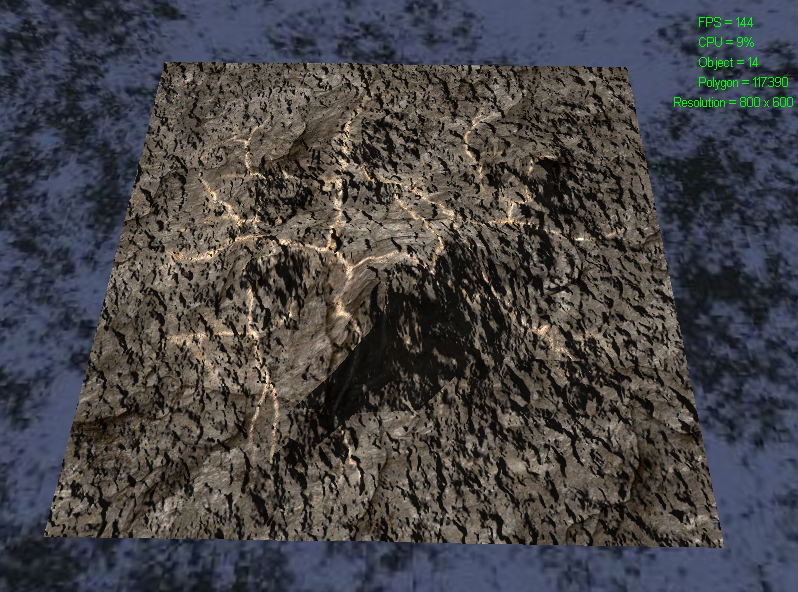 FPS = 144
CPU = 9%
Object = 14
Polygon = 117390
Resolution = 800 x 600